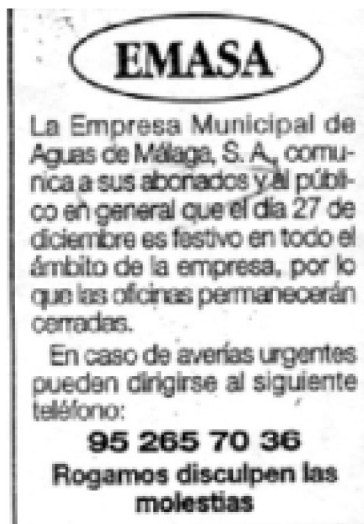 EMASA
La Empresa Municipal de
Aguas de Málaga, S. A., comu-
nica a sus abonados y al públi-
co en general que el día 27 de
diciembre es festivo en todo el
ámbito de la empresa, por lo
que las oficinas permanecerán
cerradas.
En caso de averías urgentes
pueden dirigirse al siguiente
teléfono:
95 265 70 36
Rogamos disculpen las
molestias